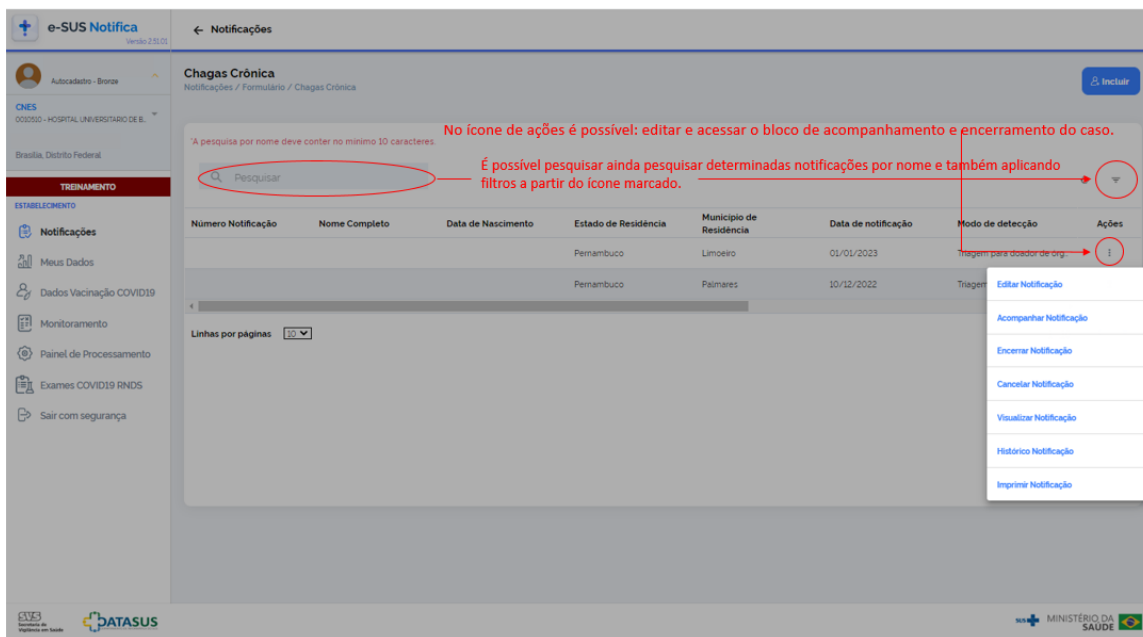 e-SUS Notifica
Versão 2.51.01
← Notificações
Autocadastro - Bronze
Chagas Crônica
Notificações / Formulário / Chagas Crônica
Incluir
CNES
0010510 - HOSPITAL UNIVERSITARIO DE B...
Brasília, Distrito Federal
No ícone de ações é possível: editar e acessar o bloco de acompanhamento e encerramento do caso.
*A pesquisa por nome deve conter no mínimo 10 caracteres.
É possível pesquisar ainda pesquisar determinadas notificações por nome e também aplicando
filtros a partir do ícone marcado.
Pesquisar
TREINAMENTO
ESTABELECIMENTO
Notificações
Meus Dados
Dados Vacinação COVID19
Monitoramento
Painel de Processamento
Exames COVID19 RNDS
Sair com segurança
Número Notificação Nome Completo Data de Nascimento Estado de Residência Município de Residência Data de notificação Modo de detecção Ações
Pernambuco Limoeiro 01/01/2023 Triagem para doador de órg...
Pernambuco Palmares 10/12/2022 Triagem
Linhas por páginas 10
Editar Notificação
Acompanhar Notificação
Encerrar Notificação
Cancelar Notificação
Visualizar Notificação
Histórico Notificação
Imprimir Notificação
SVS
Secretaria de
Vigilância em Saúde
DATASUS
SUS
MINISTÉRIO DA
SAÚDE